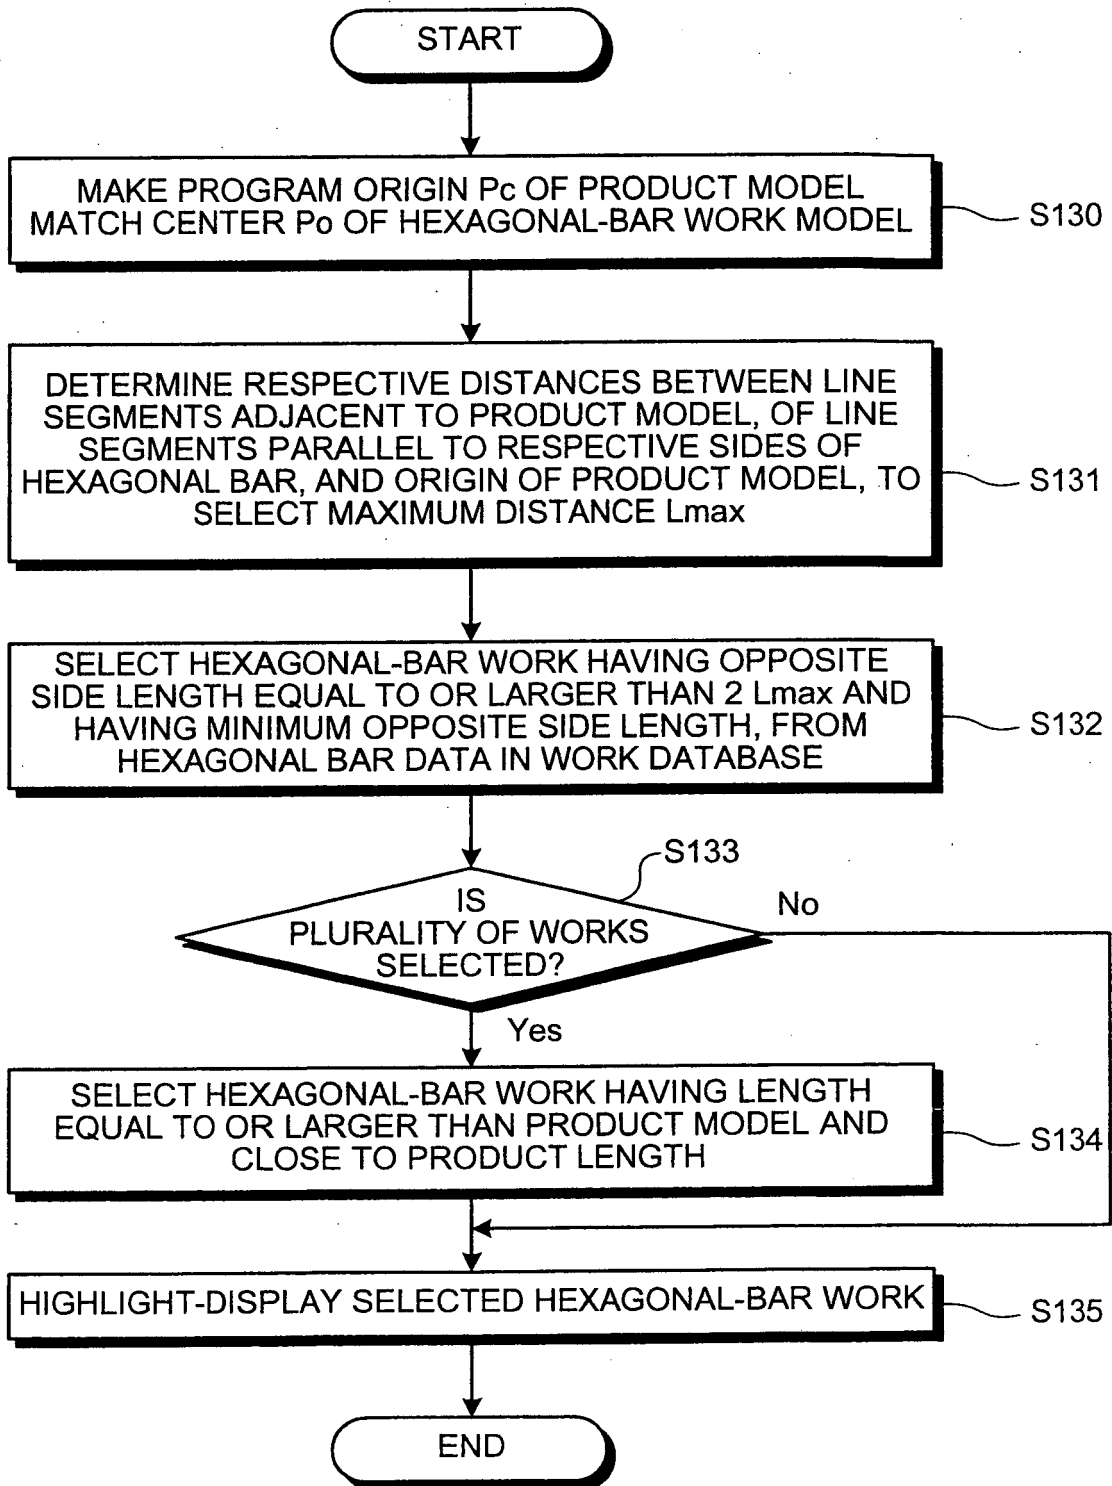 START
MAKE PROGRAM ORIGIN Pc OF PRODUCT MODEL
MATCH CENTER Po OF HEXAGONAL-BAR WORK MODEL
S130
DETERMINE RESPECTIVE DISTANCES BETWEEN LINE
SEGMENTS ADJACENT TO PRODUCT MODEL, OF LINE
SEGMENTS PARALLEL TO RESPECTIVE SIDES OF
HEXAGONAL BAR, AND ORIGIN OF PRODUCT MODEL, TO
SELECT MAXIMUM DISTANCE Lmax
S131
SELECT HEXAGONAL-BAR WORK HAVING OPPOSITE
SIDE LENGTH EQUAL TO OR LARGER THAN 2 Lmax AND
HAVING MINIMUM OPPOSITE SIDE LENGTH, FROM
HEXAGONAL BAR DATA IN WORK DATABASE
S132
S133
IS
PLURALITY OF WORKS
SELECTED?
No
Yes
SELECT HEXAGONAL-BAR WORK HAVING LENGTH
EQUAL TO OR LARGER THAN PRODUCT MODEL AND
CLOSE TO PRODUCT LENGTH
S134
HIGHLIGHT-DISPLAY SELECTED HEXAGONAL-BAR WORK
S135
END